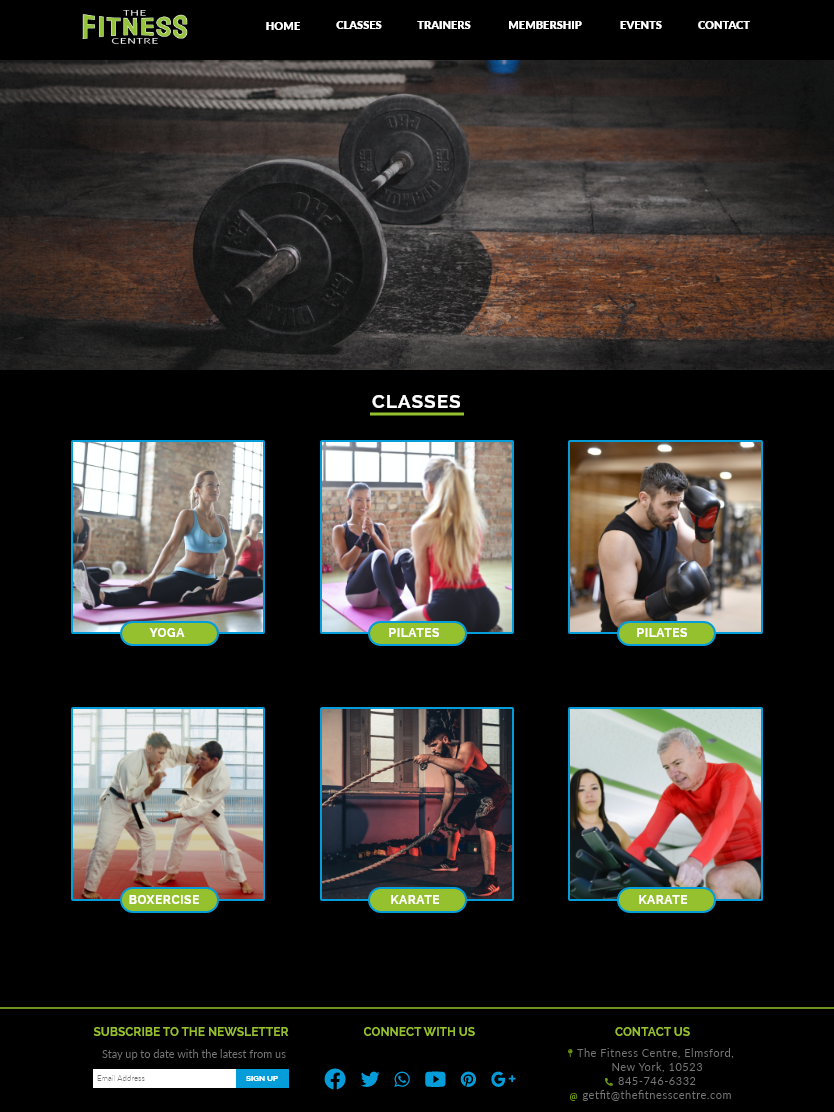 THE
FITNESS
CENTRE
HOME CLASSES TRAINERS MEMBERSHIP EVENTS CONTACT
CLASSES
YOGA PILATES PILATES
BOXERCISE KARATE KARATE
SUBSCRIBE TO THE NEWSLETTER
Stay up to date with the latest from us
Email Address SIGN UP
CONNECT WITH US
CONTACT US
The Fitness Centre, Elmsford,
New York, 10523
845-746-6332
@ getfit@thefitnesscentre.com